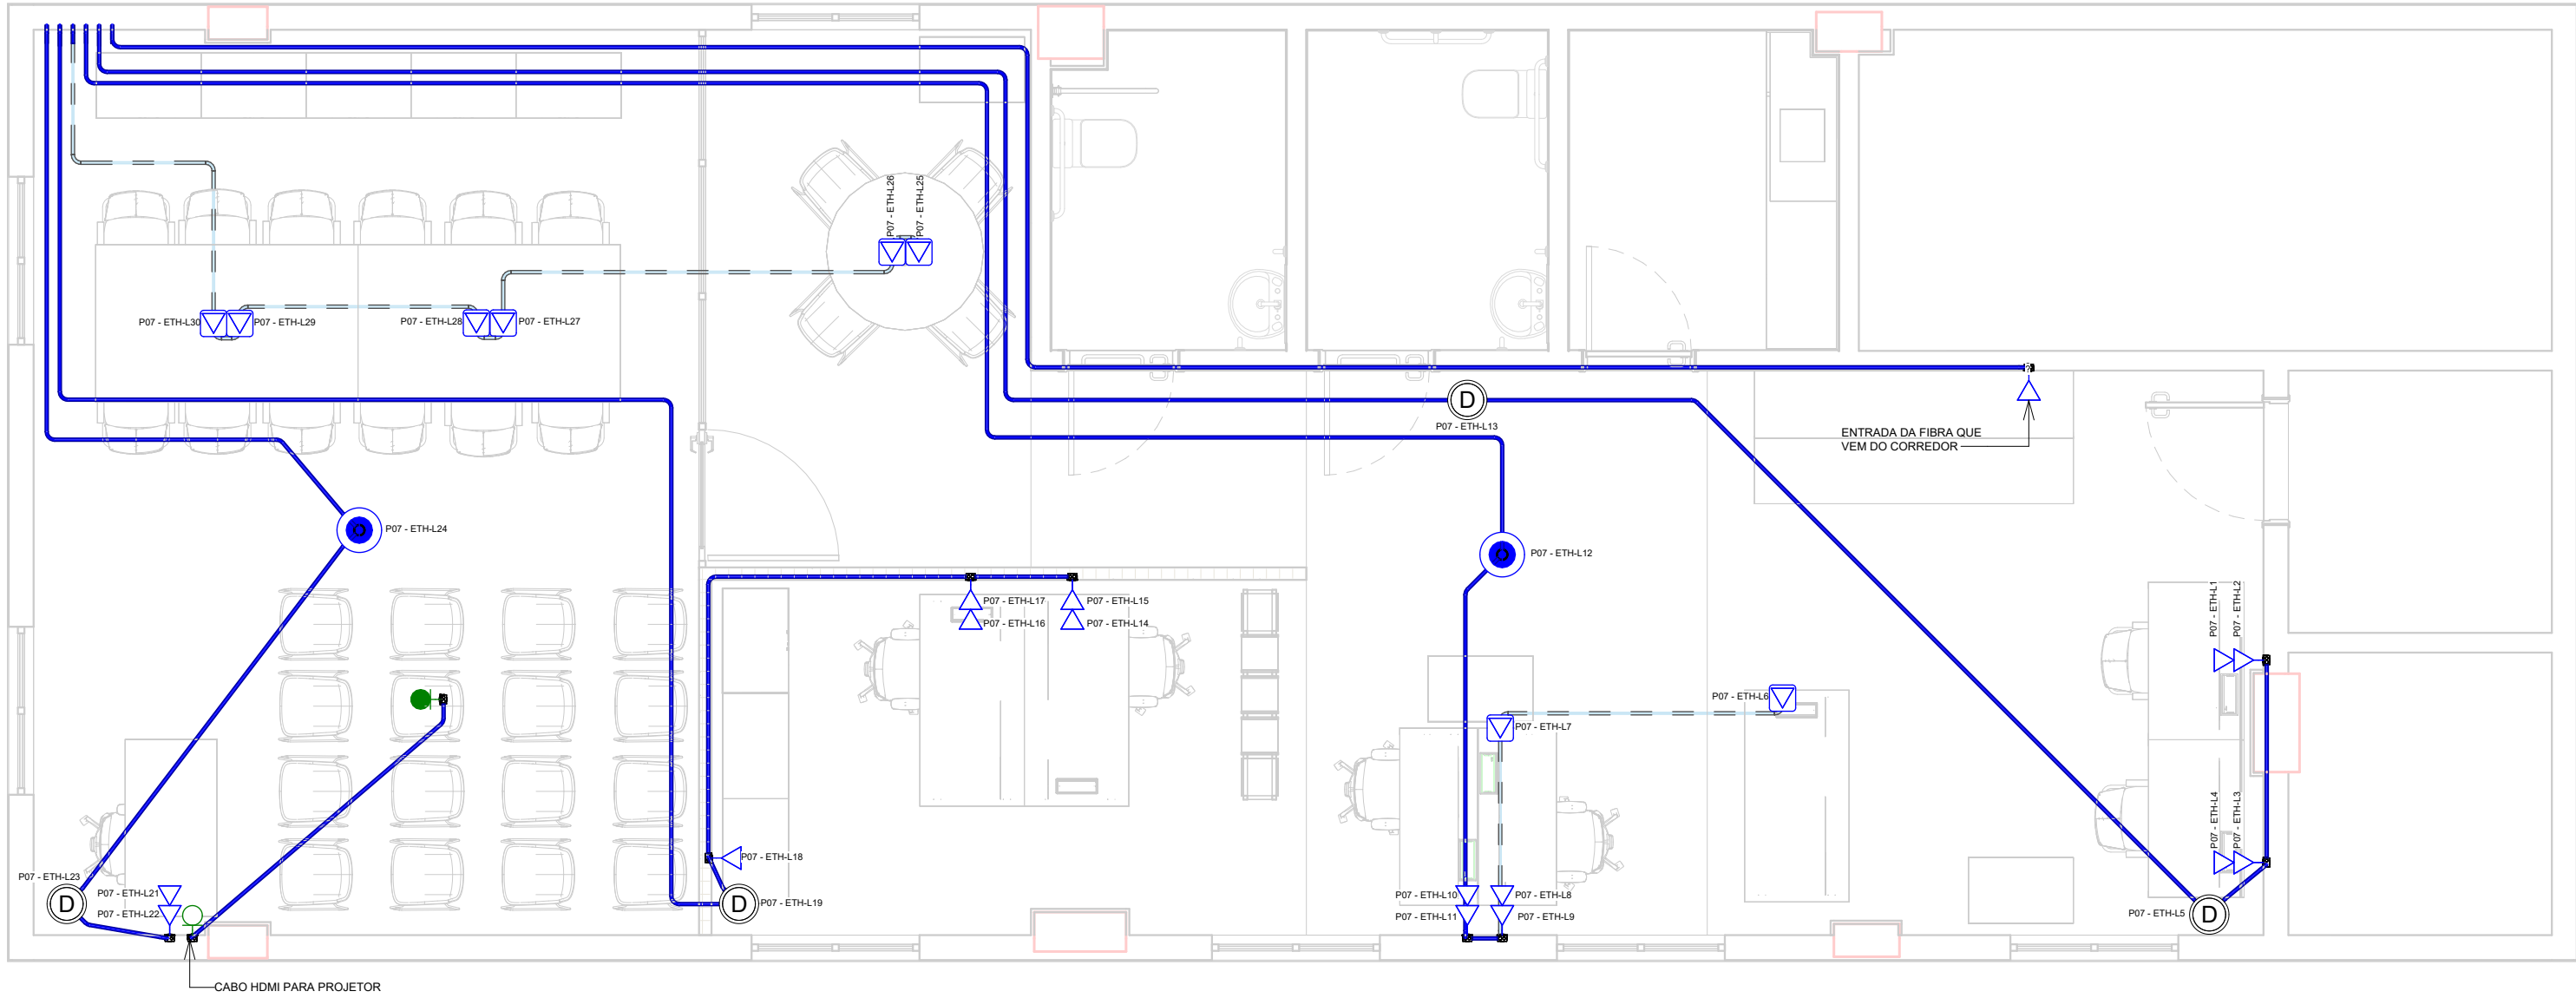 P07 - ETH-L26
P07 - ETH-L25
P07 - ETH-L30
P07 - ETH-L29
P07 - ETH-L28
P07 - ETH-L27
D
P07 - ETH-L13
ENTRADA DA FIBRA QUE
VEM DO CORREDOR
P07 - ETH-L24
P07 - ETH-L12
P07 - ETH-L17
P07 - ETH-L16
P07 - ETH-L15
P07 - ETH-L14
P07 - ETH-L1
P07 - ETH-L2
P07 - ETH-L6
P07 - ETH-L7
P07 - ETH-L4
P07 - ETH-L3
P07 - ETH-L18
P07 - ETH-L23
D
P07 - ETH-L21
P07 - ETH-L22
D
P07 - ETH-L19
P07 - ETH-L10
P07 - ETH-L8
P07 - ETH-L11
P07 - ETH-L9
P07 - ETH-L5
D
CABO HDMI PARA PROJETOR